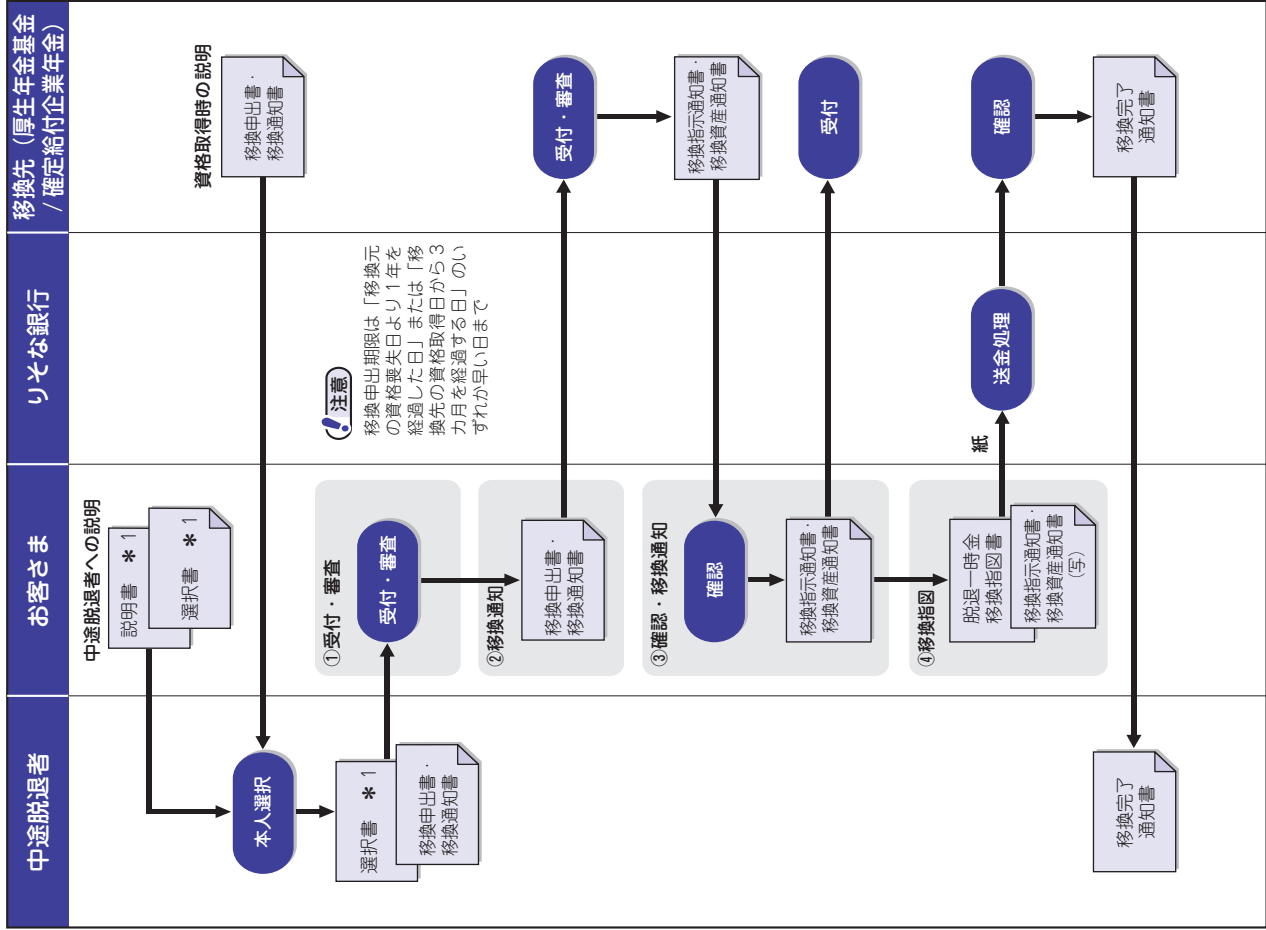 中途脱退者
お客さま
りそな銀行
移換先（厚生年金基金
/ 確定給付企業年金）
中途脱退者への説明
説明書 ＊1
選択書 ＊1
資格取得時の説明
移換申出書・
移換通知書
本人選択
選択書 ＊1
移換申出書・
移換通知書
①受付・審査
受付・審査
注意
移換申出期限は「移換元
の資格喪失日より1年を
経過した日」または「移
換先の資格取得日から3
カ月を経過する日」のい
ずれか早い日まで
②移換通知
移換申出書・
移換通知書
受付・審査
移換指示通知書・
移換資産通知書
③確認・移換通知
確認
移換指示通知書・
移換資産通知書
受付
④移換指図
脱退一時金
移換指図書
移換指示通知書・
移換資産通知書
(写)
紙
送金処理
確認
移換完了
通知書
移換完了
通知書